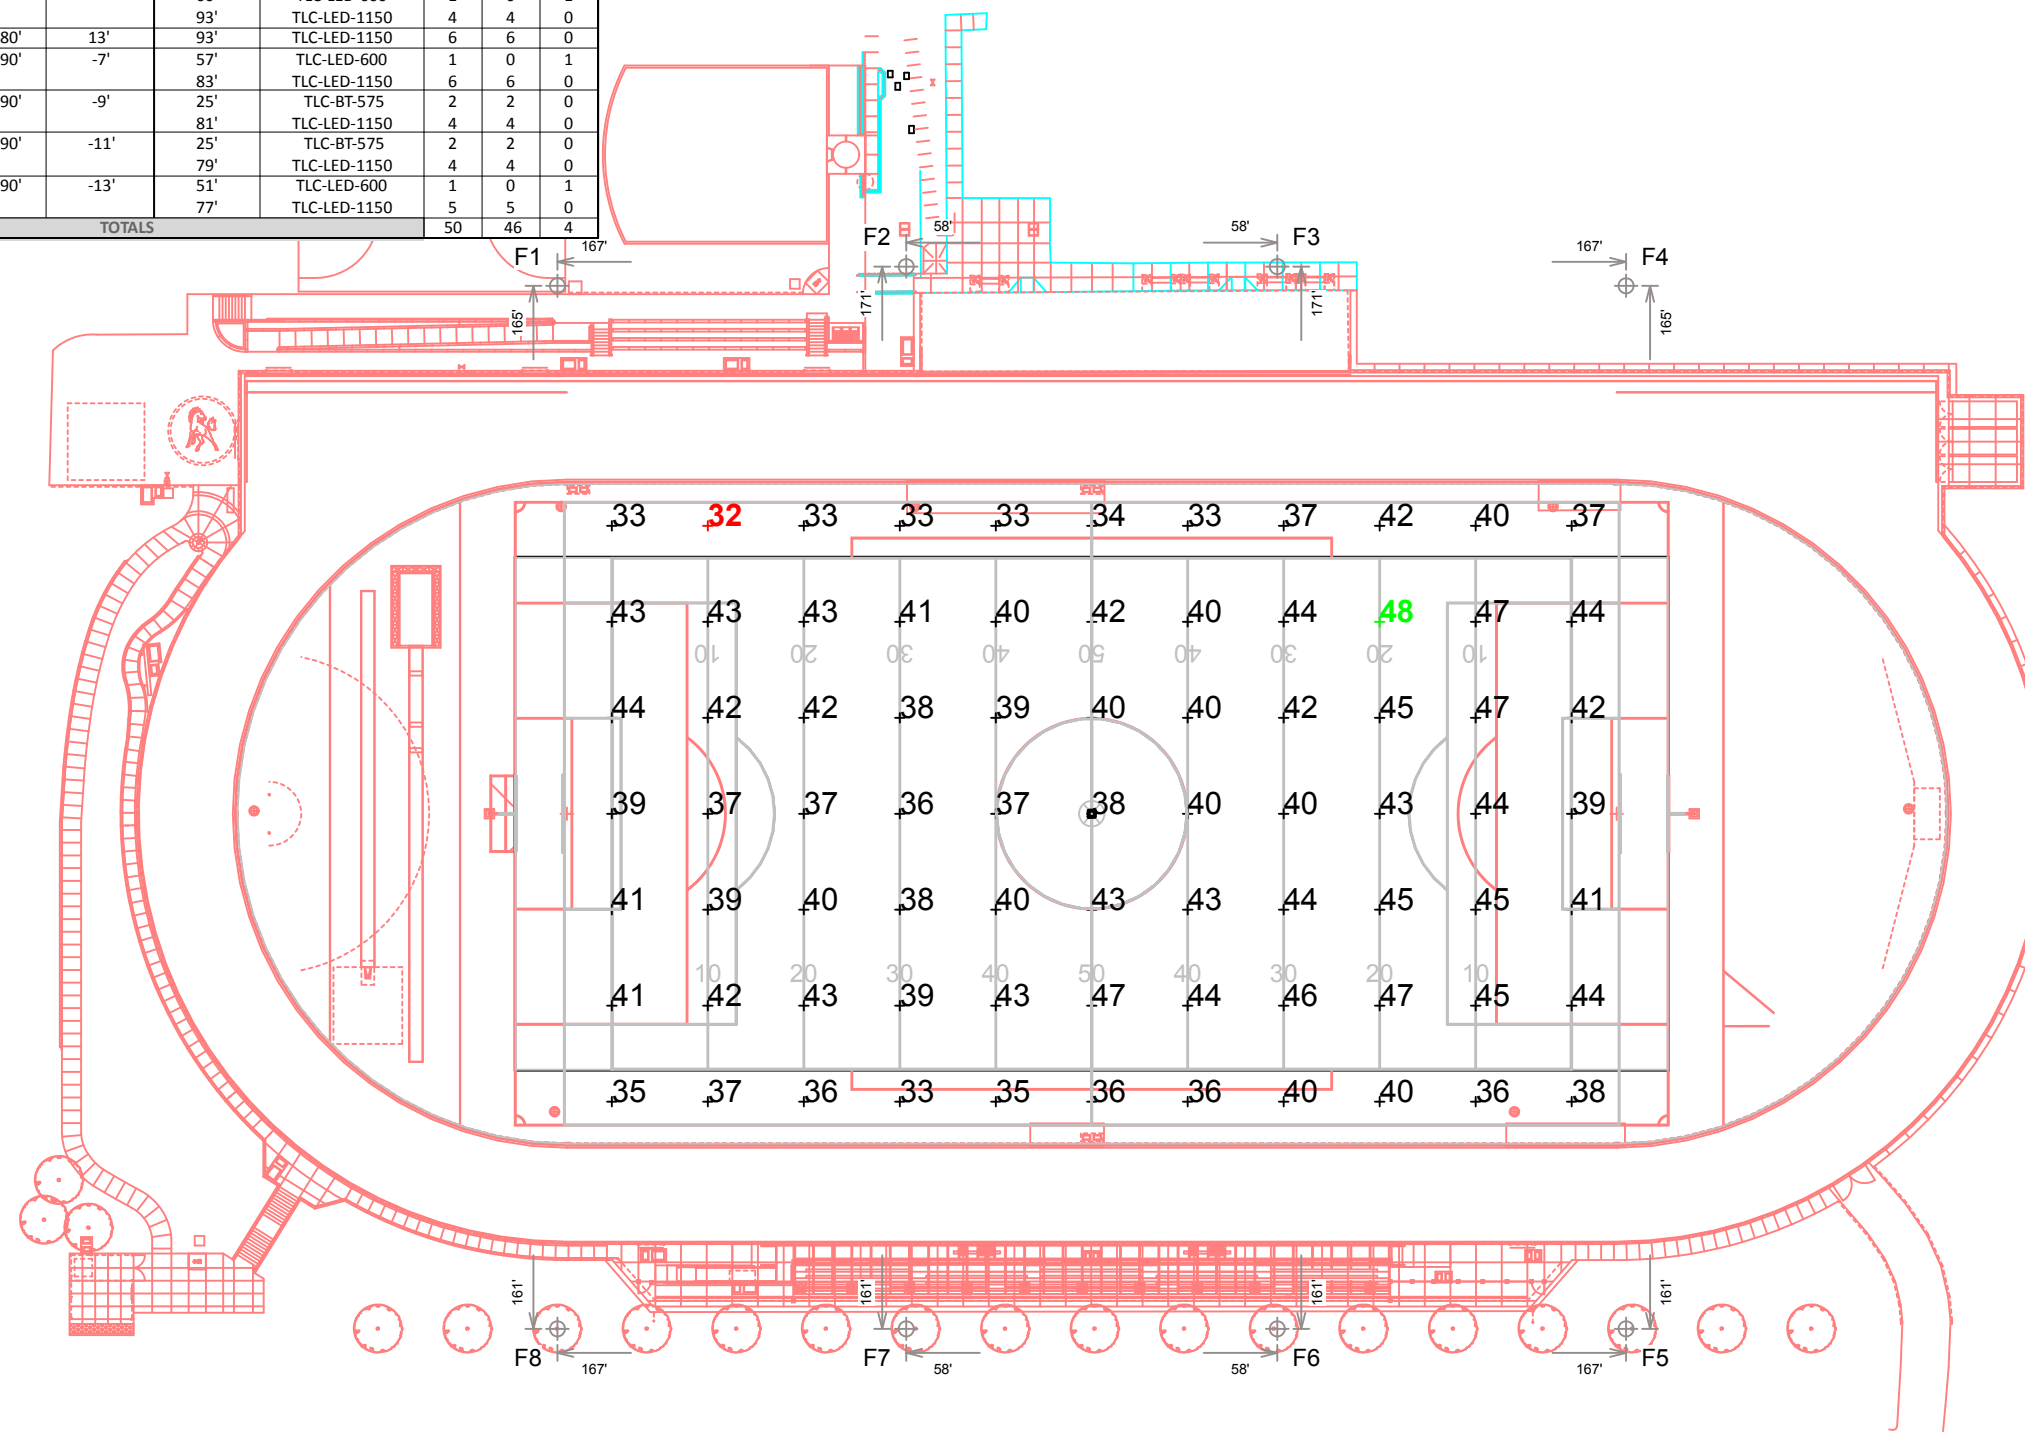 93' TLC-LED-1150 4 4 0
80' 13' 93' TLC-LED-1150 6 6 0
90' -7' 57' TLC-LED-600 1 0 1
83' TLC-LED-1150 6 6 0
90' -9' 25' TLC-BT-575 2 2 0
81' TLC-LED-1150 4 4 0
90' -11' 25' TLC-BT-575 2 2 0
79' TLC-LED-1150 4 4 0
90' -13' 51' TLC-LED-600 1 0 1
77' TLC-LED-1150 5 5 0
TOTALS 50 46 4
F1 167' F2 58' 58' F3 167' F4
165' 171' 171' 165'
33 32 33 33 33 34 33 37 42 40 37
43 43 43 41 40 42 40 44 48 47 44
10 20 30 40 50 40 30 20 10
44 42 42 38 39 40 40 42 45 47 42
39 37 37 36 37 38 40 40 43 44 39
41 39 40 38 40 43 43 44 45 45 41
10 20 30 40 50 40 30 20 10
41 42 43 39 43 47 44 46 47 45 44
35 37 36 33 35 36 36 40 40 36 38
161' 161' 161' 161'
F8 167' F7 58' 58' F6 167' F5